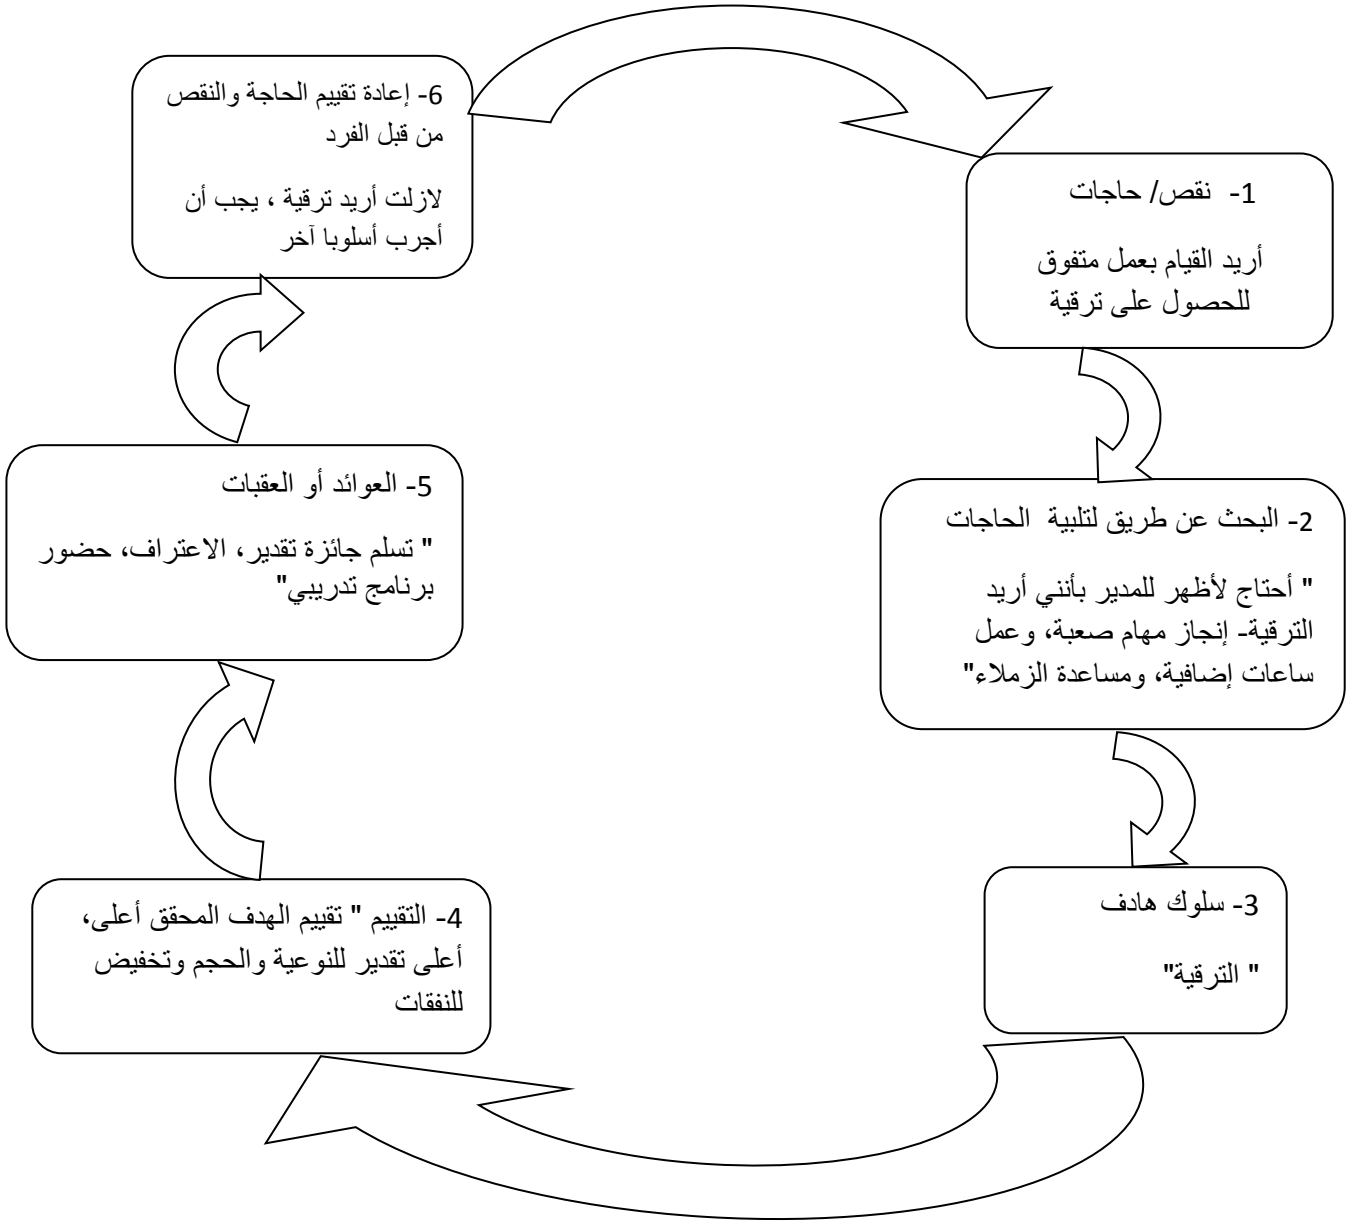 1- نقص/ حاجات
أريد القيام بعمل متفوق
للحصول على ترقية
2- البحث عن طريق لتلبية الحاجات
" أحتاج لأظهر للمدير بأنني أريد
الترقية- إنجاز مهام صعبة، وعمل
ساعات إضافية، ومساعدة الزملاء"
3- سلوك هادف
" الترقية"
4- التقييم " تقييم الهدف المحقق أعلى،
أعلى تقدير للنوعية والحجم وتخفيض
للنفقات
5- العوائد أو العقبات
" تسلم جائزة تقدير، الاعتراف، حضور
برنامج تدريبي"
6- إعادة تقييم الحاجة والنقص
من قبل الفرد
لازلت أريد ترقية ، يجب أن
أجرب أسلوبا آخر